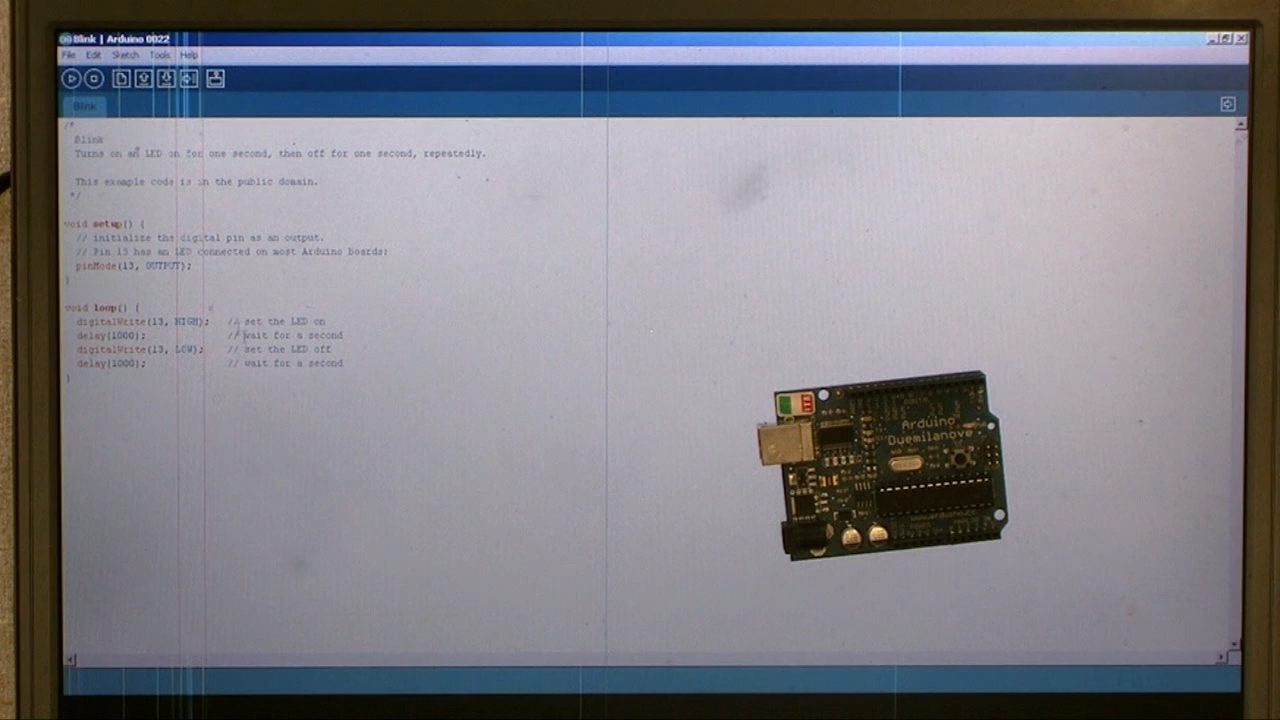 Blink | Arduino 0022
File Edit Sketch Tools Help
Blink
/*
Blink
Turns on an LED on for one second, then off for one second, repeatedly.
This example code is in the public domain.
*/
void setup() {
// initialize the digital pin as an output.
// Pin 13 has an LED connected on most Arduino boards:
pinMode(13, OUTPUT);
}
void loop() {
digitalWrite(13, HIGH);   // set the LED on
delay(1000);              // wait for a second
digitalWrite(13, LOW);    // set the LED off
delay(1000);              // wait for a second
}
Arduino
Duemilanove